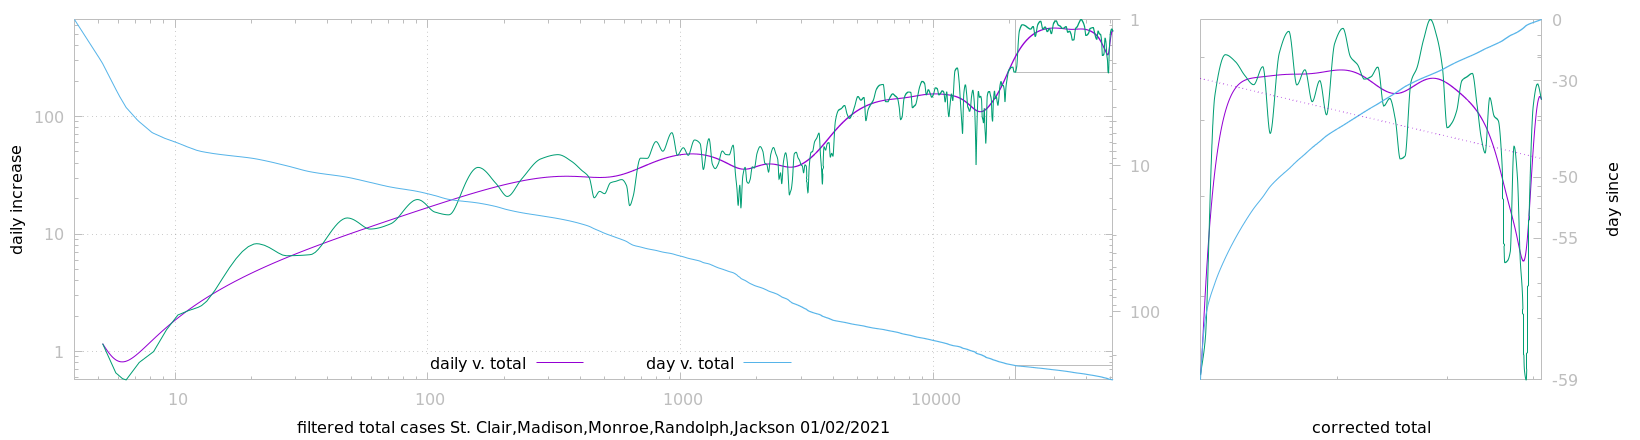 daily increase
100
10
1
10
100
1000
10000
daily v. total
day v. total
1
10
100
filtered total cases St. Clair,Madison,Monroe,Randolph,Jackson 01/02/2021
0
-30
-50
-55
-59
day since
corrected total